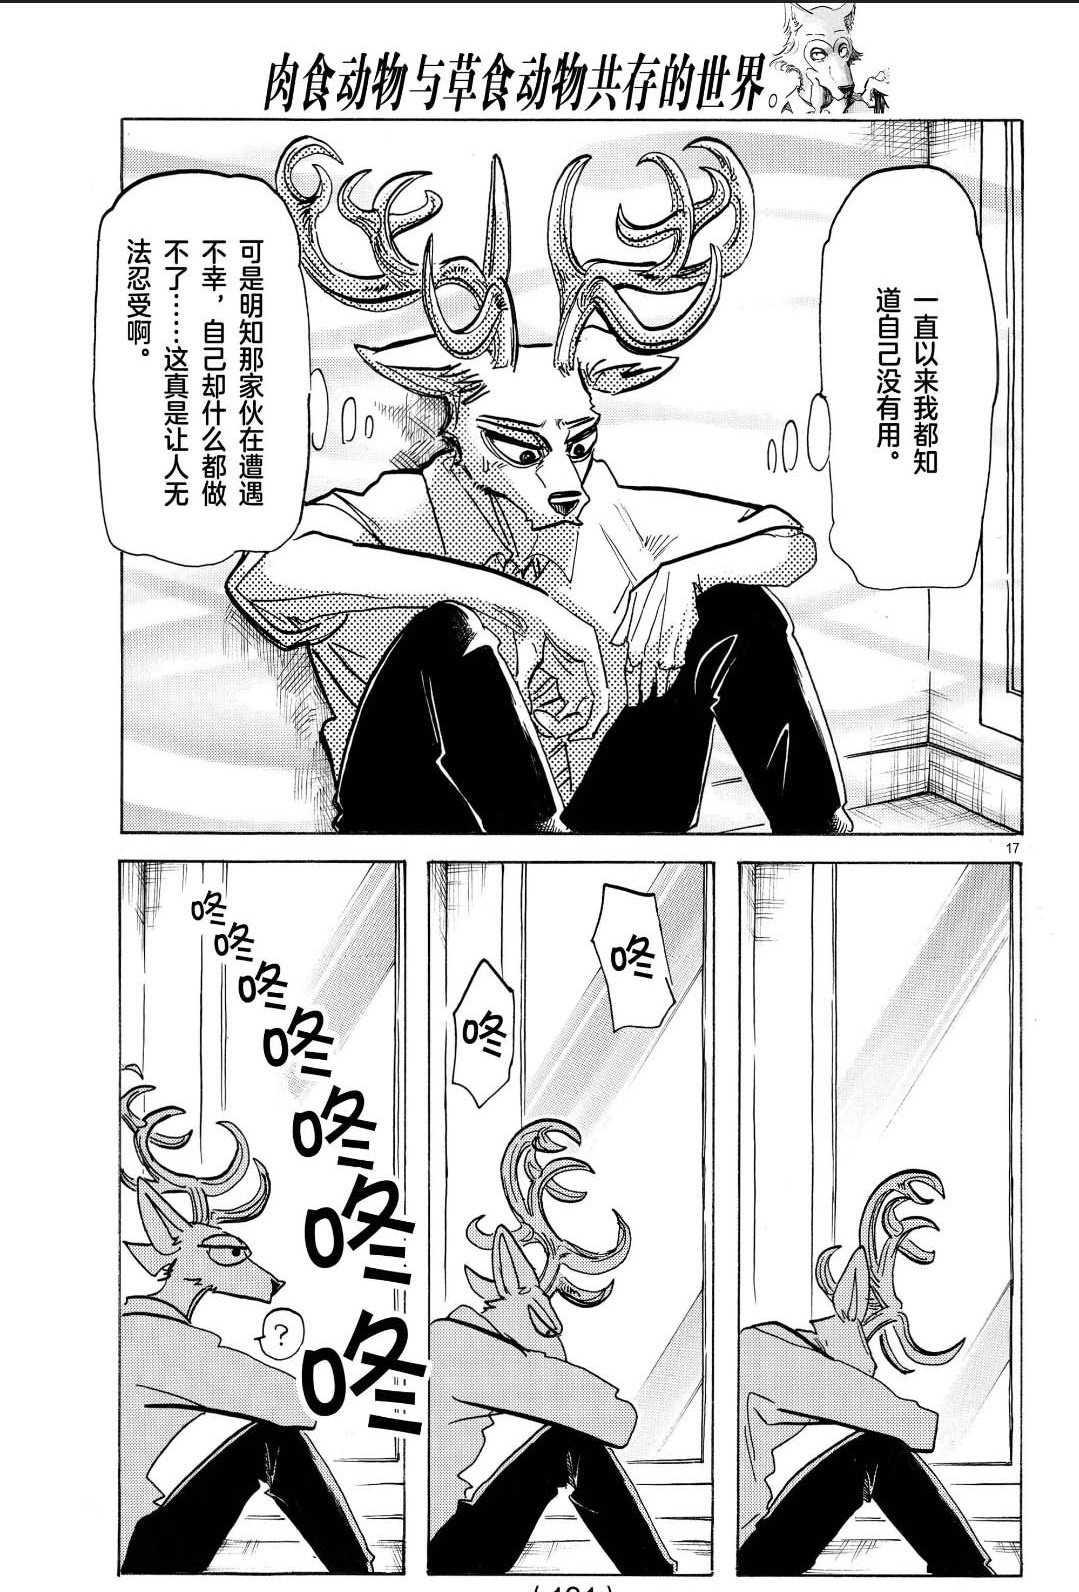 肉食动物与草食动物共存的世界。
一直以来我都知
道自己没有用。
可是明知那家伙在遭遇
不幸，自己却什么都做
不了……这真是让人无
法忍受啊。
17
咚
咚
咚
咚
咚
咚
咚
咚
咚
?